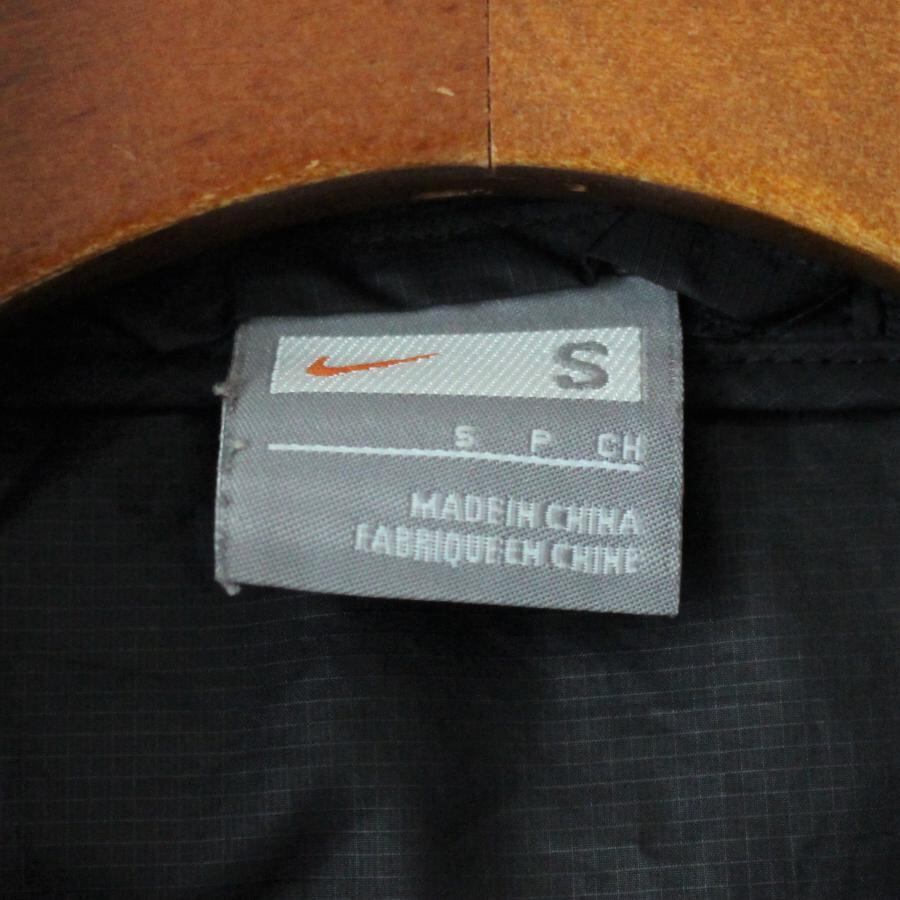 S
S P CH
MADE IN CHINA
FABRIQUE EN CHINE